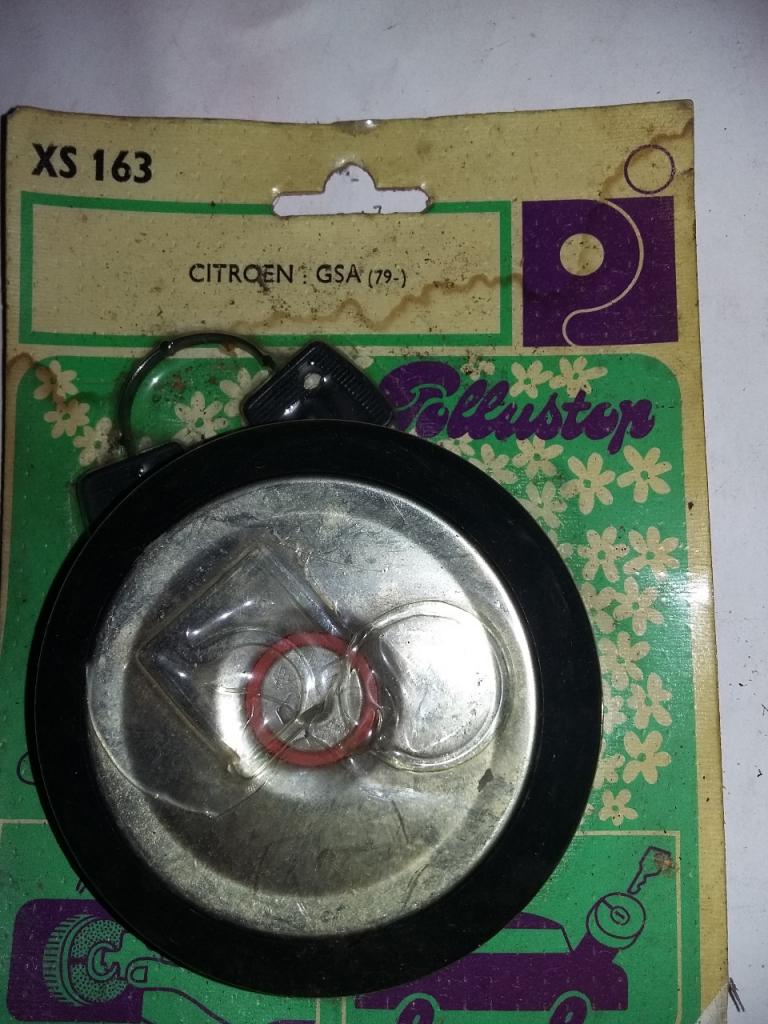 XS 163
CITROEN : GSA (79-)
Pollustop